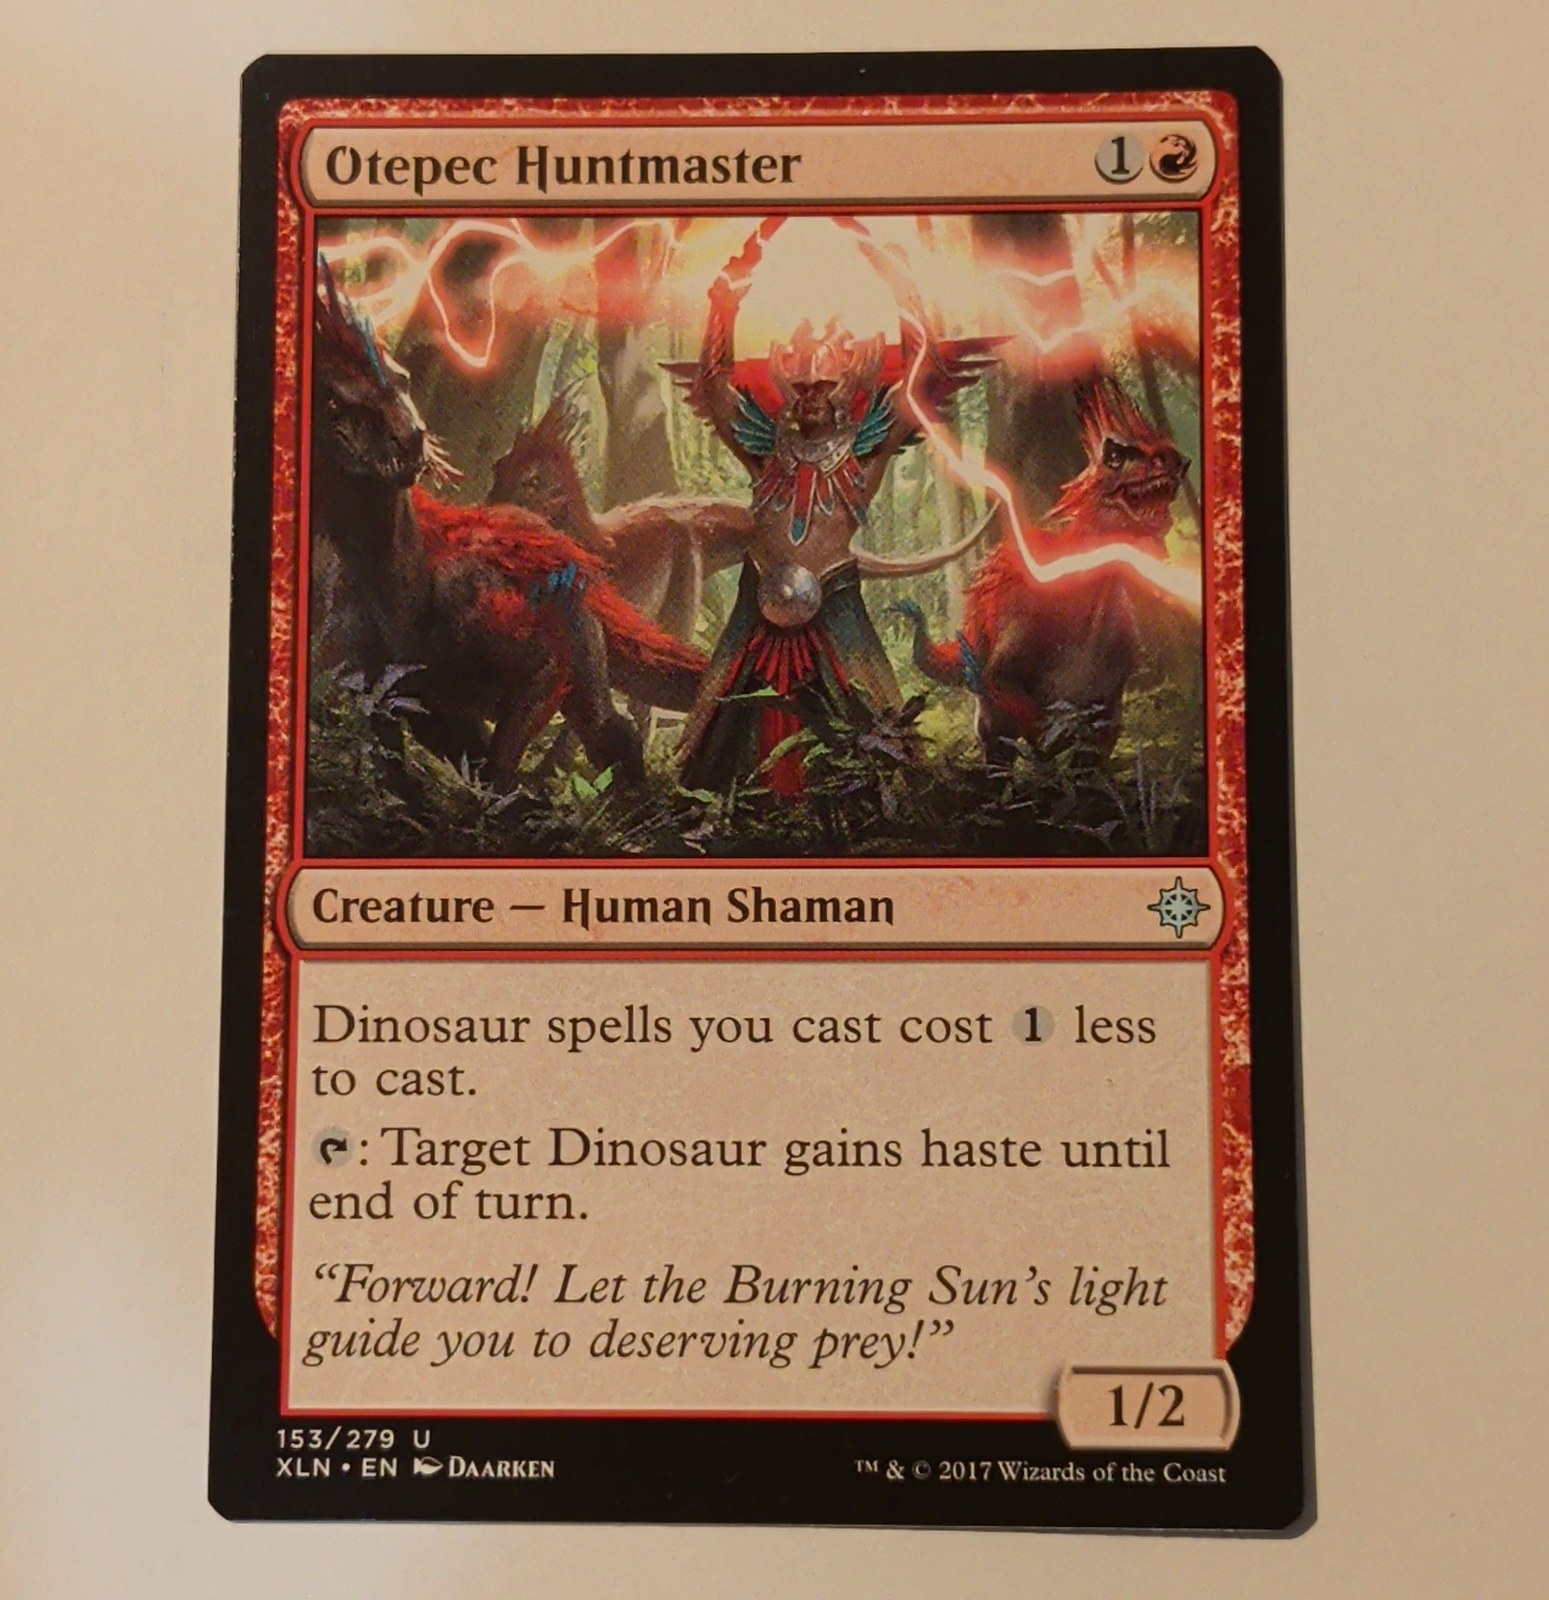 Otepec Huntmaster 1
Creature — Human Shaman
Dinosaur spells you cast cost 1 less
to cast.
: Target Dinosaur gains haste until
end of turn.
“Forward! Let the Burning Sun’s light
guide you to deserving prey!”
1/2
153/279 U
XLN • EN DAARKEN
™ & © 2017 Wizards of the Coast